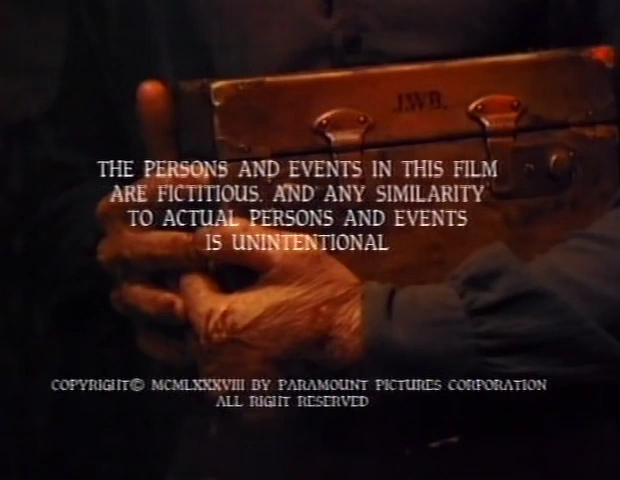 J.W.B.
THE PERSONS AND EVENTS IN THIS FILM
ARE FICTITIOUS. AND ANY SIMILARITY
TO ACTUAL PERSONS AND EVENTS
IS UNINTENTIONAL
COPYRIGHT© MCMLXXXVIII BY PARAMOUNT PICTURES CORPORATION
ALL RIGHT RESERVED